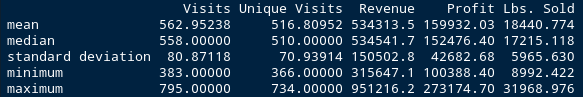 Visits Unique Visits Revenue Profit Lbs. Sold
mean 562.95238 516.80952 534313.5 159932.03 18440.774
median 558.00000 510.00000 534541.7 152476.40 17215.118
standard deviation 80.87118 70.93914 150502.8 42682.68 5965.630
minimum 383.00000 366.00000 315647.1 100388.40 8992.422
maximum 795.00000 734.00000 951216.2 273174.70 31968.976